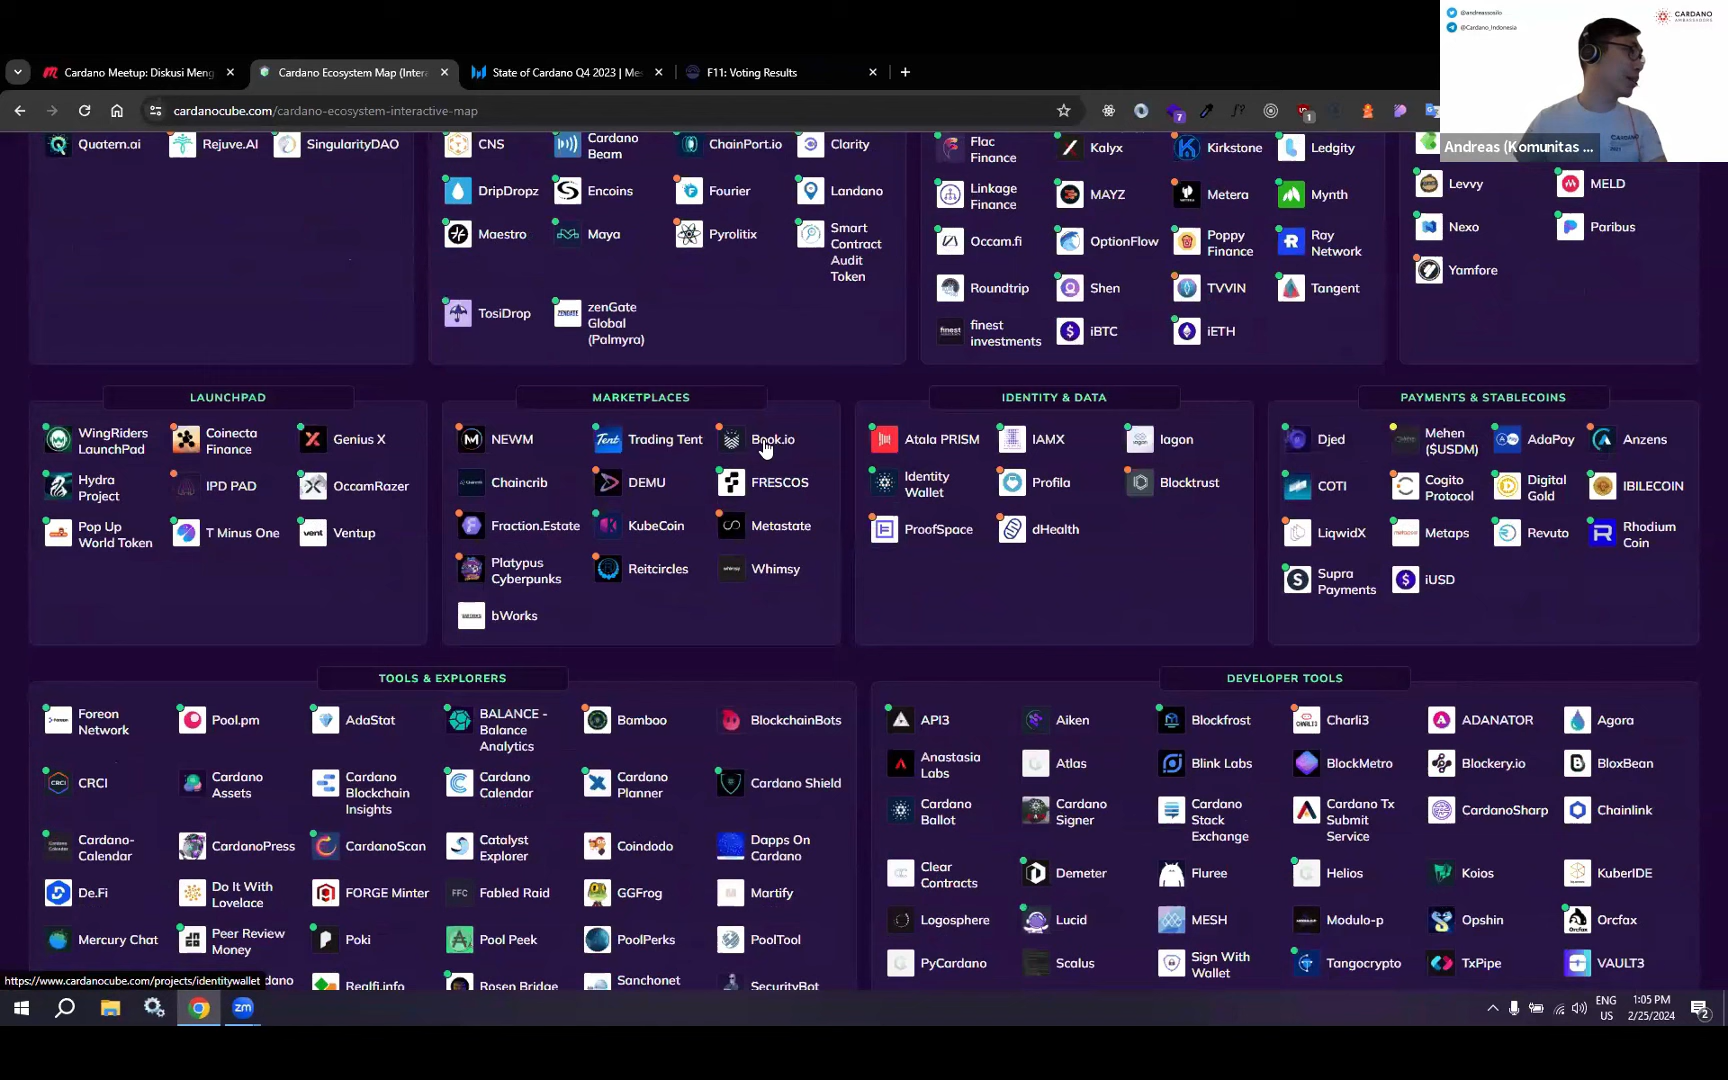 @andreassosilo
@Cardano_Indonesia
CARDANO
AMBASSADORS
Andreas (Komunitas ...
Cardano Meetup: Diskusi Meng
Cardano Ecosystem Map (Inter
State of Cardano Q4 2023 | Mes
F11: Voting Results
cardanocube.com/cardano-ecosystem-interactive-map
7
1
Quatern.ai
Rejuve.AI
SingularityDAO
CNS
Cardano
Beam
ChainPort.io
Clarity
DripDropz
Encoins
Fourier
Landano
Maestro
Maya
Pyrolitix
Smart
Contract
Audit
Token
TosiDrop
zenGate
Global
(Palmyra)
Flac
Finance
Kalyx
Kirkstone
Ledgity
Linkage
Finance
MAYZ
Metera
Mynth
Occam.fi
OptionFlow
Poppy
Finance
Ray
Network
Roundtrip
Shen
TVVIN
Tangent
finest
investments
iBTC
iETH
Levvy
MELD
Nexo
Paribus
Yamfore
LAUNCHPAD
WingRiders
LaunchPad
Coinecta
Finance
Genius X
Hydra
Project
IPD PAD
OccamRazer
Pop Up
World Token
T Minus One
Ventup
MARKETPLACES
NEWM
Trading Tent
Book.io
Chaincrib
DEMU
FRESCOS
Fraction.Estate
KubeCoin
Metastate
Platypus
Cyberpunks
Reitcircles
Whimsy
bWorks
IDENTITY & DATA
Atala PRISM
IAMX
Iagon
Identity
Wallet
Profila
Blocktrust
ProofSpace
dHealth
PAYMENTS & STABLECOINS
Djed
Mehen
($USDM)
AdaPay
Anzens
COTI
Cogito
Protocol
Digital
Gold
IBILECOIN
LiqwidX
Metaps
Revuto
Rhodium
Coin
Supra
Payments
iUSD
TOOLS & EXPLORERS
Foreon
Network
Pool.pm
AdaStat
BALANCE -
Balance
Analytics
Bamboo
BlockchainBots
CRCI
Cardano
Assets
Cardano
Blockchain
Insights
Cardano
Calendar
Cardano
Planner
Cardano Shield
Cardano-
Calendar
CardanoPress
CardanoScan
Catalyst
Explorer
Coindodo
Dapps On
Cardano
De.Fi
Do It With
Lovelace
FORGE Minter
Fabled Raid
GGFrog
Martify
Mercury Chat
Peer Review
Money
Poki
Pool Peek
PoolPerks
PoolTool
Realfi.info
Rosen Bridge
Sanchonet
SecurityBot
DEVELOPER TOOLS
API3
Aiken
Blockfrost
Charli3
ADANATOR
Agora
Anastasia
Labs
Atlas
Blink Labs
BlockMetro
Blockery.io
BloxBean
Cardano
Ballot
Cardano
Signer
Cardano
Stack
Exchange
Cardano Tx
Submit
Service
CardanoSharp
Chainlink
Clear
Contracts
Demeter
Fluree
Helios
Koios
KuberIDE
Logosphere
Lucid
MESH
Modulo-p
Opshin
Orcfax
PyCardano
Scalus
Sign With
Wallet
Tangocrypto
TxPipe
VAULT3
https://www.cardanocube.com/projects/identitywallet
zm
ENG
US
1:05 PM
2/25/2024
2